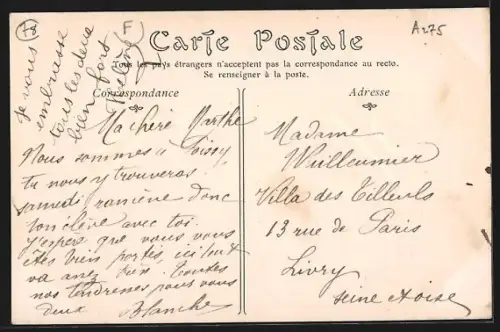 Carte Postale
Tous les pays étrangers n'acceptent pas la correspondance au recto.
Se renseigner à la poste.
Correspondance
Adresse
A 275
F
Je vous
embrasse
tous les deux
bien fort
Ma chère Marthe
Nous sommes à Poissy
tu nous y trouveras
samedi ramène donc
ton élève avec toi.
J'espère que vous vous
êtes bien portés, ici tout
va assez bien. Toutes
nos tendresses pour vous
deux Blanche
Madame
Wuilleumier
Villa des Tilleuls
13 rue de Paris
Livry
Seine et oise